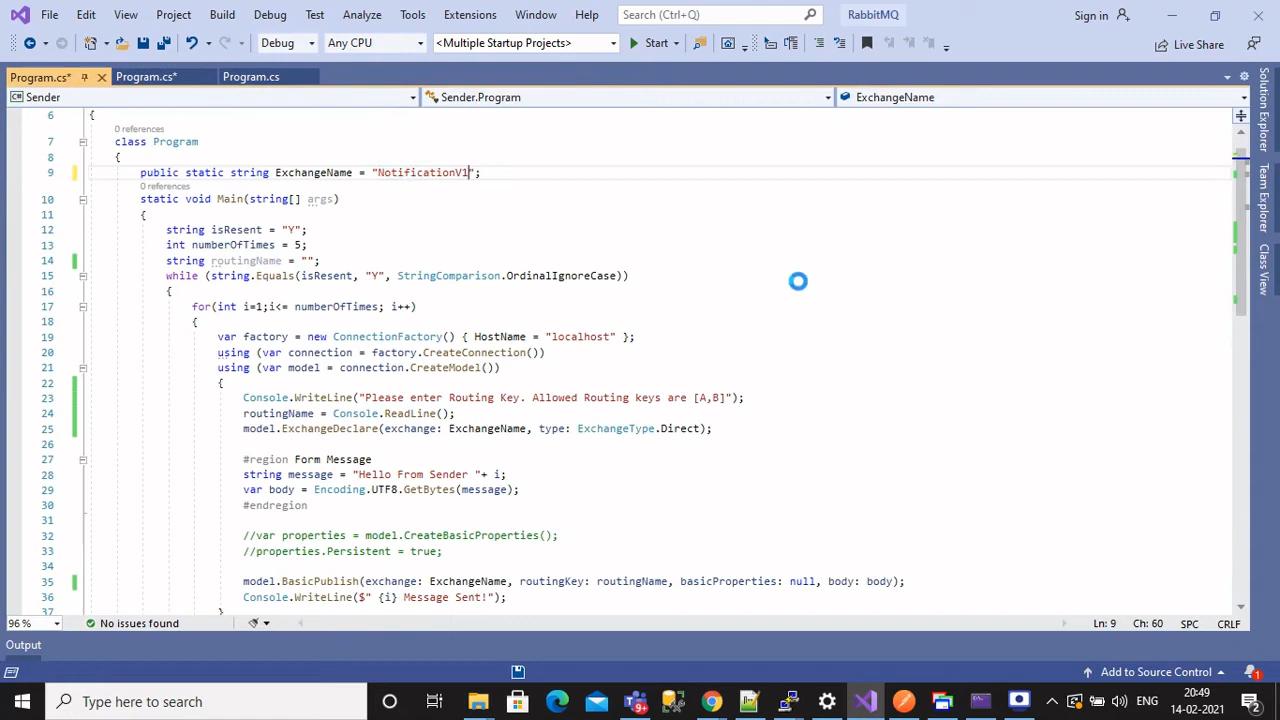 File Edit View Project Build Debug Test Analyze Tools Extensions Window Help Search (Ctrl+Q) RabbitMQ Sign in
Debug Any CPU <Multiple Startup Projects> Start Live Share
Program.cs* Program.cs* Program.cs
Sender Sender.Program ExchangeName
6 {
0 references
7 class Program
8 {
9 public static string ExchangeName = "NotificationV1";
0 references
10 static void Main(string[] args)
11 {
12 string isResent = "Y";
13 int numberOfTimes = 5;
14 string routingName = "";
15 while (string.Equals(isResent, "Y", StringComparison.OrdinalIgnoreCase))
16 {
17 for(int i=1;i<= numberOfTimes; i++)
18 {
19 var factory = new ConnectionFactory() { HostName = "localhost" };
20 using (var connection = factory.CreateConnection())
21 using (var model = connection.CreateModel())
22 {
23 Console.WriteLine("Please enter Routing Key. Allowed Routing keys are [A,B]");
24 routingName = Console.ReadLine();
25 model.ExchangeDeclare(exchange: ExchangeName, type: ExchangeType.Direct);
26
27 #region Form Message
28 string message = "Hello From Sender "+ i;
29 var body = Encoding.UTF8.GetBytes(message);
30 #endregion
31
32 //var properties = model.CreateBasicProperties();
33 //properties.Persistent = true;
34
35 model.BasicPublish(exchange: ExchangeName, routingKey: routingName, basicProperties: null, body: body);
36 Console.WriteLine($" {i} Message Sent!");
37 }
Solution Explorer
Team Explorer
Class View
96 % No issues found Ln: 9 Ch: 60 SPC CRLF
Output
Add to Source Control 1
Type here to search 9+ ENG 20:49
14-02-2021 2